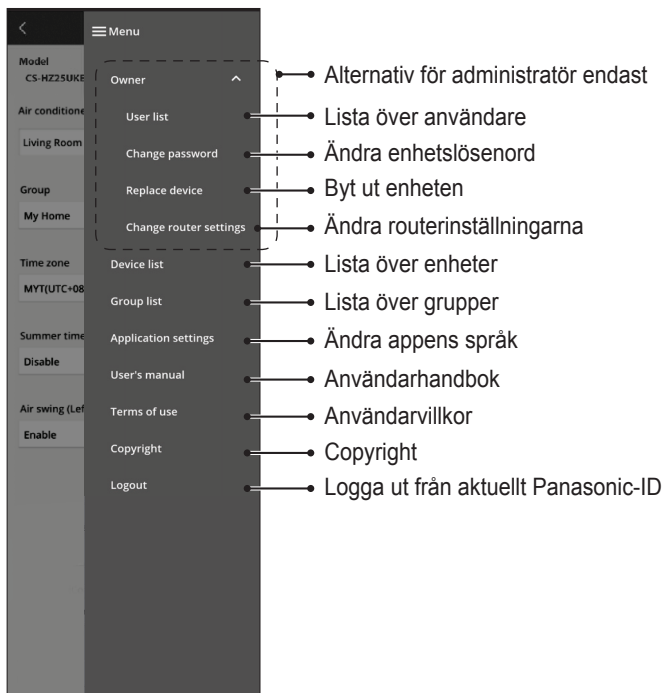 Menu
Model
CS-HZ25UKE
Owner
Alternativ för administratör endast
Air conditione
User list
Lista över användare
Living Room
Change password
Ändra enhetslösenord
Group
Replace device
Byt ut enheten
My Home
Change router settings
Ändra routerinställningarna
Time zone
Device list
Lista över enheter
MYT(UTC+08
Group list
Lista över grupper
Summer time
Application settings
Ändra appens språk
Disable
User's manual
Användarhandbok
Air swing (Lef
Terms of use
Användarvillkor
Enable
Copyright
Copyright
Logout
Logga ut från aktuellt Panasonic-ID